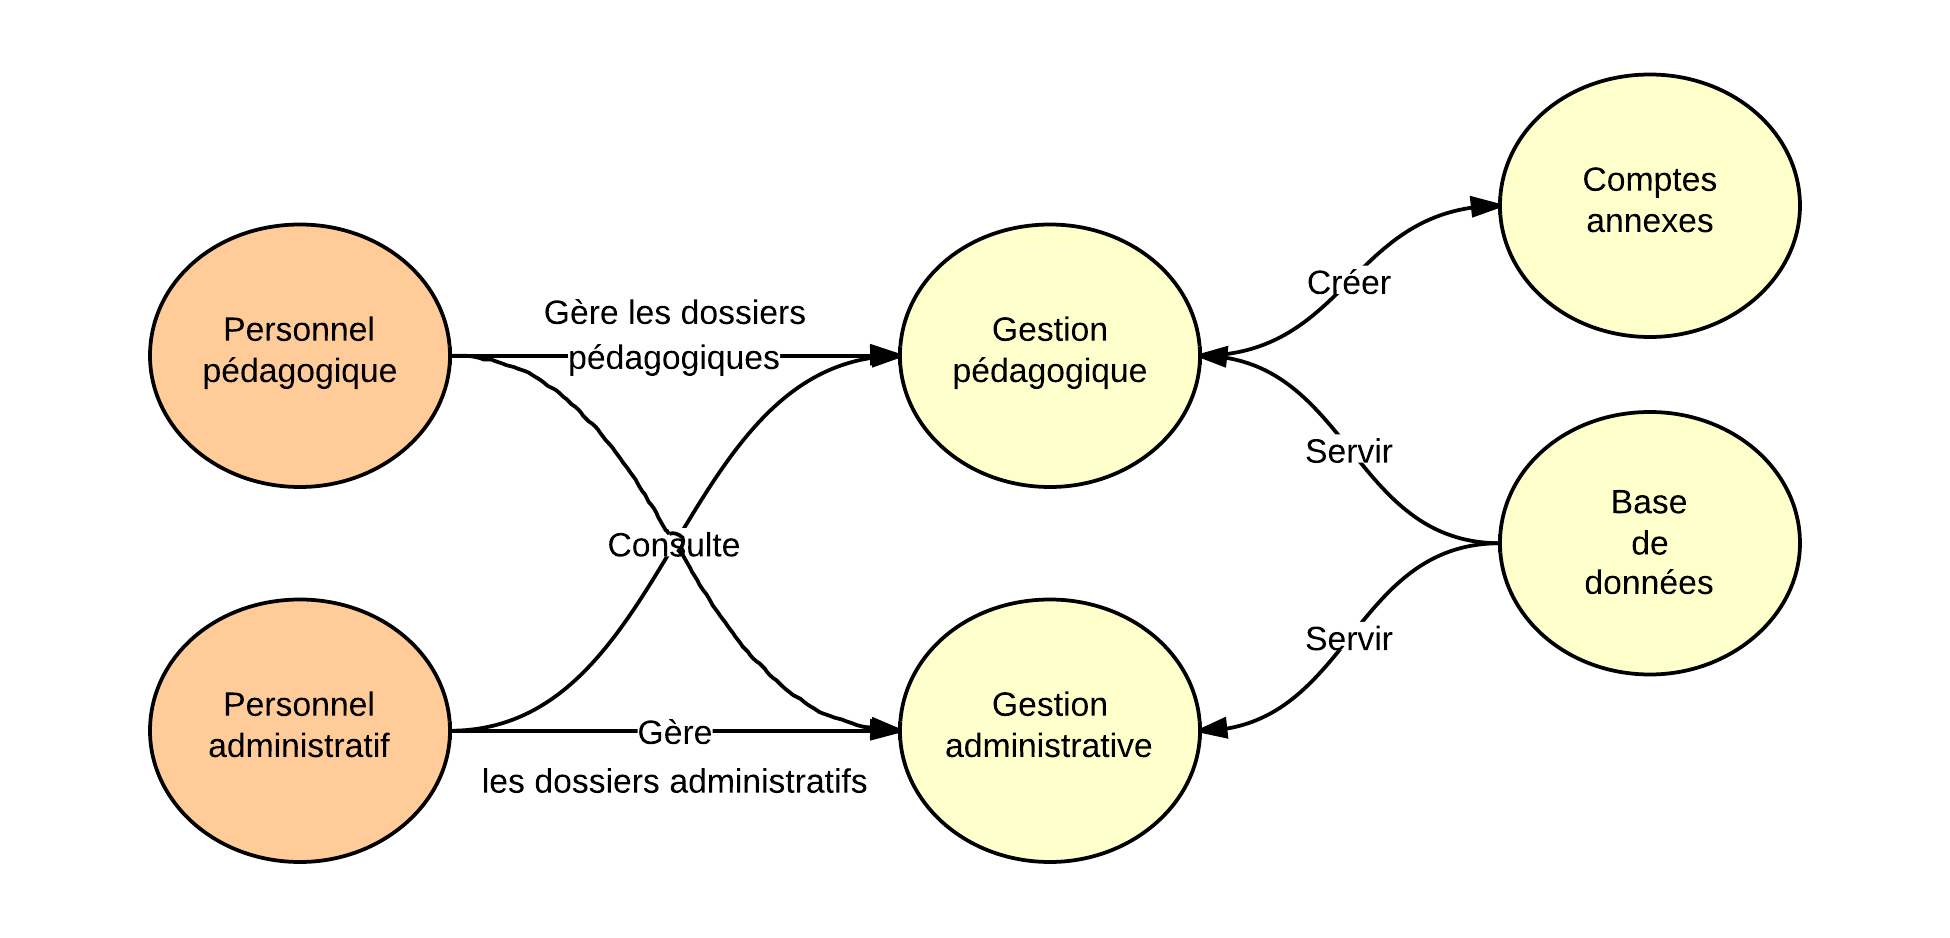 Comptes
annexes
Créer
Personnel
pédagogique
Gère les dossiers
pédagogiques
Gestion
pédagogique
Servir
Base
de
données
Consulte
Servir
Personnel
administratif
Gère
les dossiers administratifs
Gestion
administrative